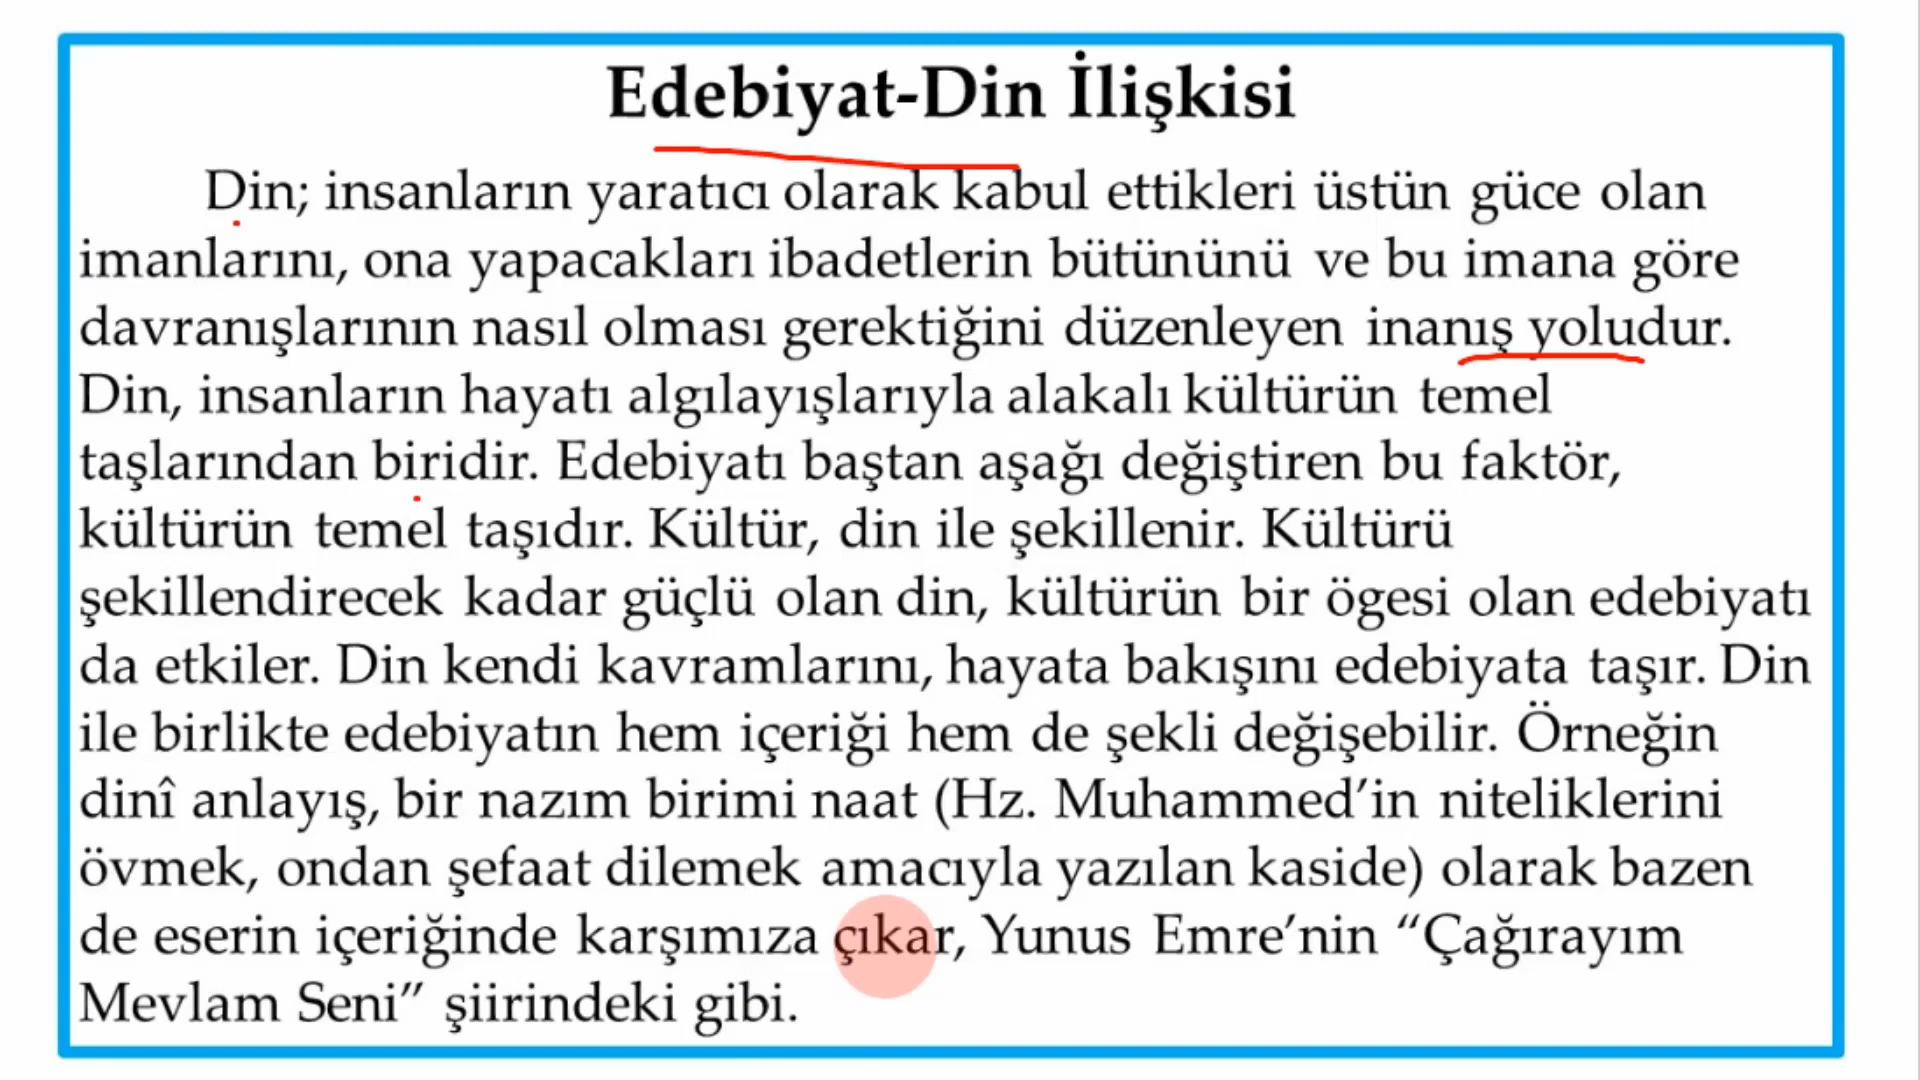 Edebiyat-Din İlişkisi
Din; insanların yaratıcı olarak kabul ettikleri üstün güce olan
imanlarını, ona yapacakları ibadetlerin bütününü ve bu imana göre
davranışlarının nasıl olması gerektiğini düzenleyen inanış yoludur.
Din, insanların hayatı algılayışlarıyla alakalı kültürün temel
taşlarından biridir. Edebiyatı baştan aşağı değiştiren bu faktör,
kültürün temel taşıdır. Kültür, din ile şekillenir. Kültürü
şekillendirecek kadar güçlü olan din, kültürün bir ögesi olan edebiyatı
da etkiler. Din kendi kavramlarını, hayata bakışını edebiyata taşır. Din
ile birlikte edebiyatın hem içeriği hem de şekli değişebilir. Örneğin
dinî anlayış, bir nazım birimi naat (Hz. Muhammed’in niteliklerini
övmek, ondan şefaat dilemek amacıyla yazılan kaside) olarak bazen
de eserin içeriğinde karşımıza çıkar, Yunus Emre’nin “Çağırayım
Mevlam Seni” şiirindeki gibi.